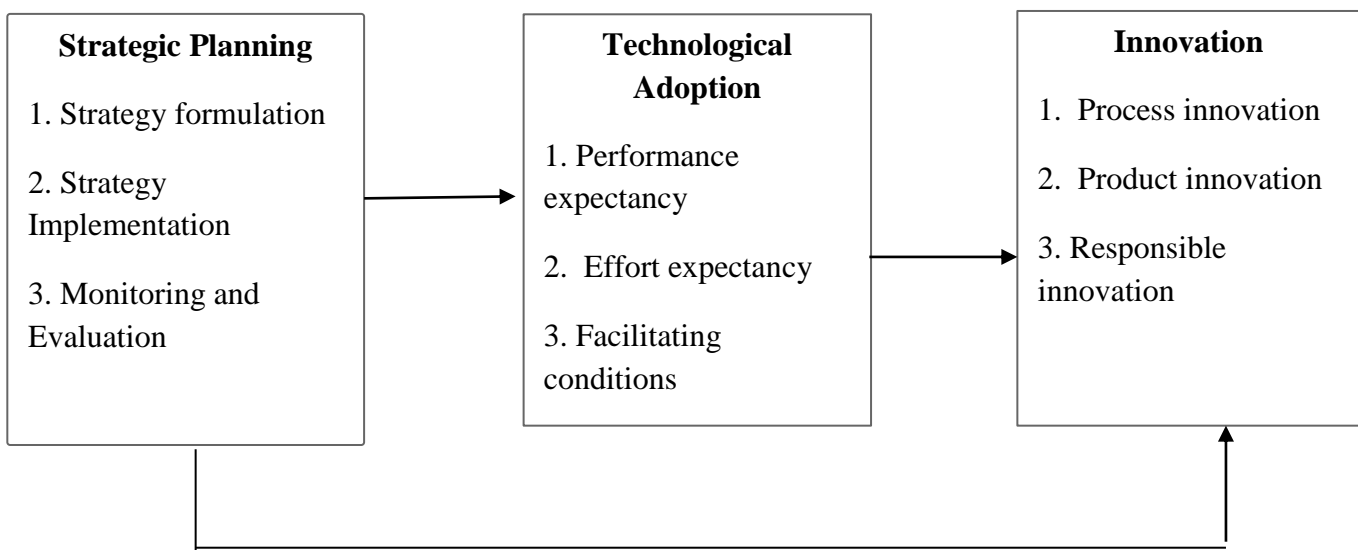 Strategic Planning
1. Strategy formulation
2. Strategy
Implementation
3. Monitoring and
Evaluation
Technological
Adoption
1. Performance
expectancy
2. Effort expectancy
3. Facilitating
conditions
Innovation
1. Process innovation
2. Product innovation
3. Responsible
innovation